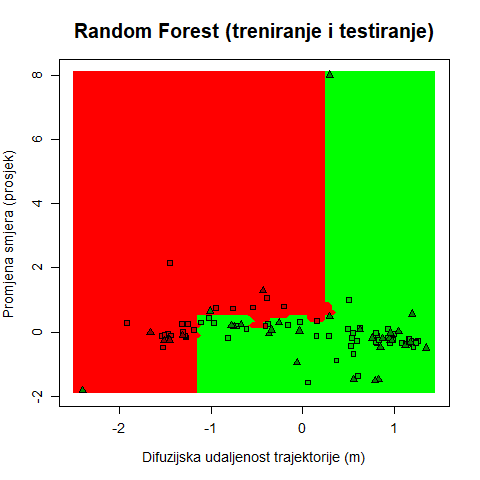 Random Forest (treniranje i testiranje)
Promjena smjera (prosjek)
8
6
4
2
0
-2
-2 -1 0 1
Difuzijska udaljenost trajektorije (m)